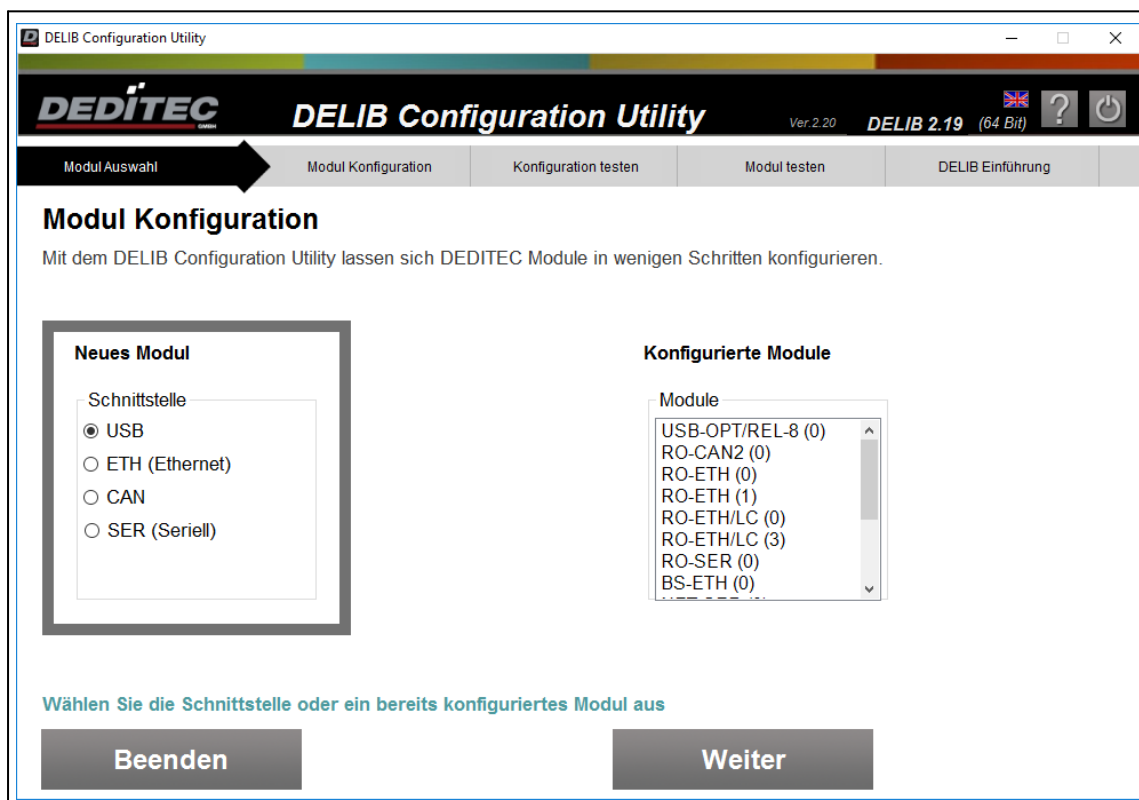 DELIB Configuration Utility
DEDITEC
GMBH
DELIB Configuration Utility
Ver.2.20
DELIB 2.19 (64 Bit)
?
Modul Auswahl
Modul Konfiguration
Konfiguration testen
Modul testen
DELIB Einführung
Modul Konfiguration
Mit dem DELIB Configuration Utility lassen sich DEDITEC Module in wenigen Schritten konfigurieren.
Neues Modul
Schnittstelle
USB
ETH (Ethernet)
CAN
SER (Seriell)
Konfigurierte Module
Module
USB-OPT/REL-8 (0)
RO-CAN2 (0)
RO-ETH (0)
RO-ETH (1)
RO-ETH/LC (0)
RO-ETH/LC (3)
RO-SER (0)
BS-ETH (0)
Wählen Sie die Schnittstelle oder ein bereits konfiguriertes Modul aus
Beenden
Weiter